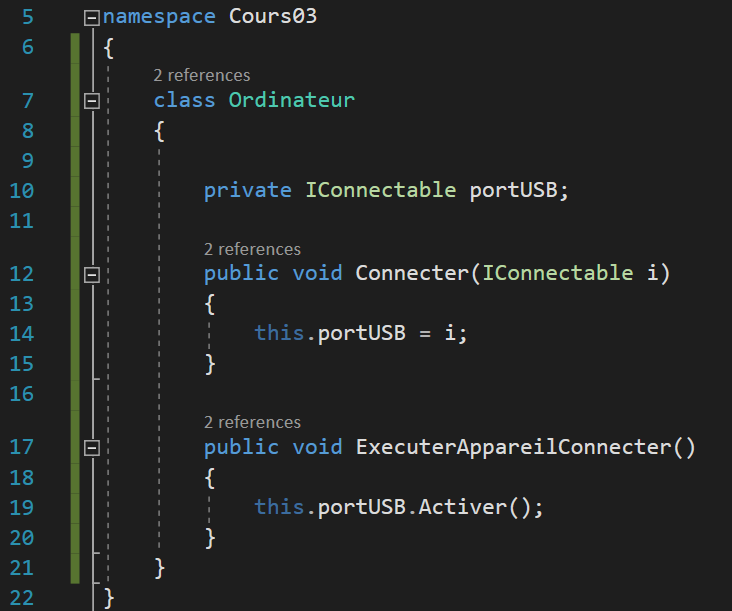 5 namespace Cours03
6 {
2 references
7 class Ordinateur
8 {
9
10 private IConnectable portUSB;
11
2 references
12 public void Connecter(IConnectable i)
13 {
14 this.portUSB = i;
15 }
16
2 references
17 public void ExecuterAppareilConnecter()
18 {
19 this.portUSB.Activer();
20 }
21 }
22 }